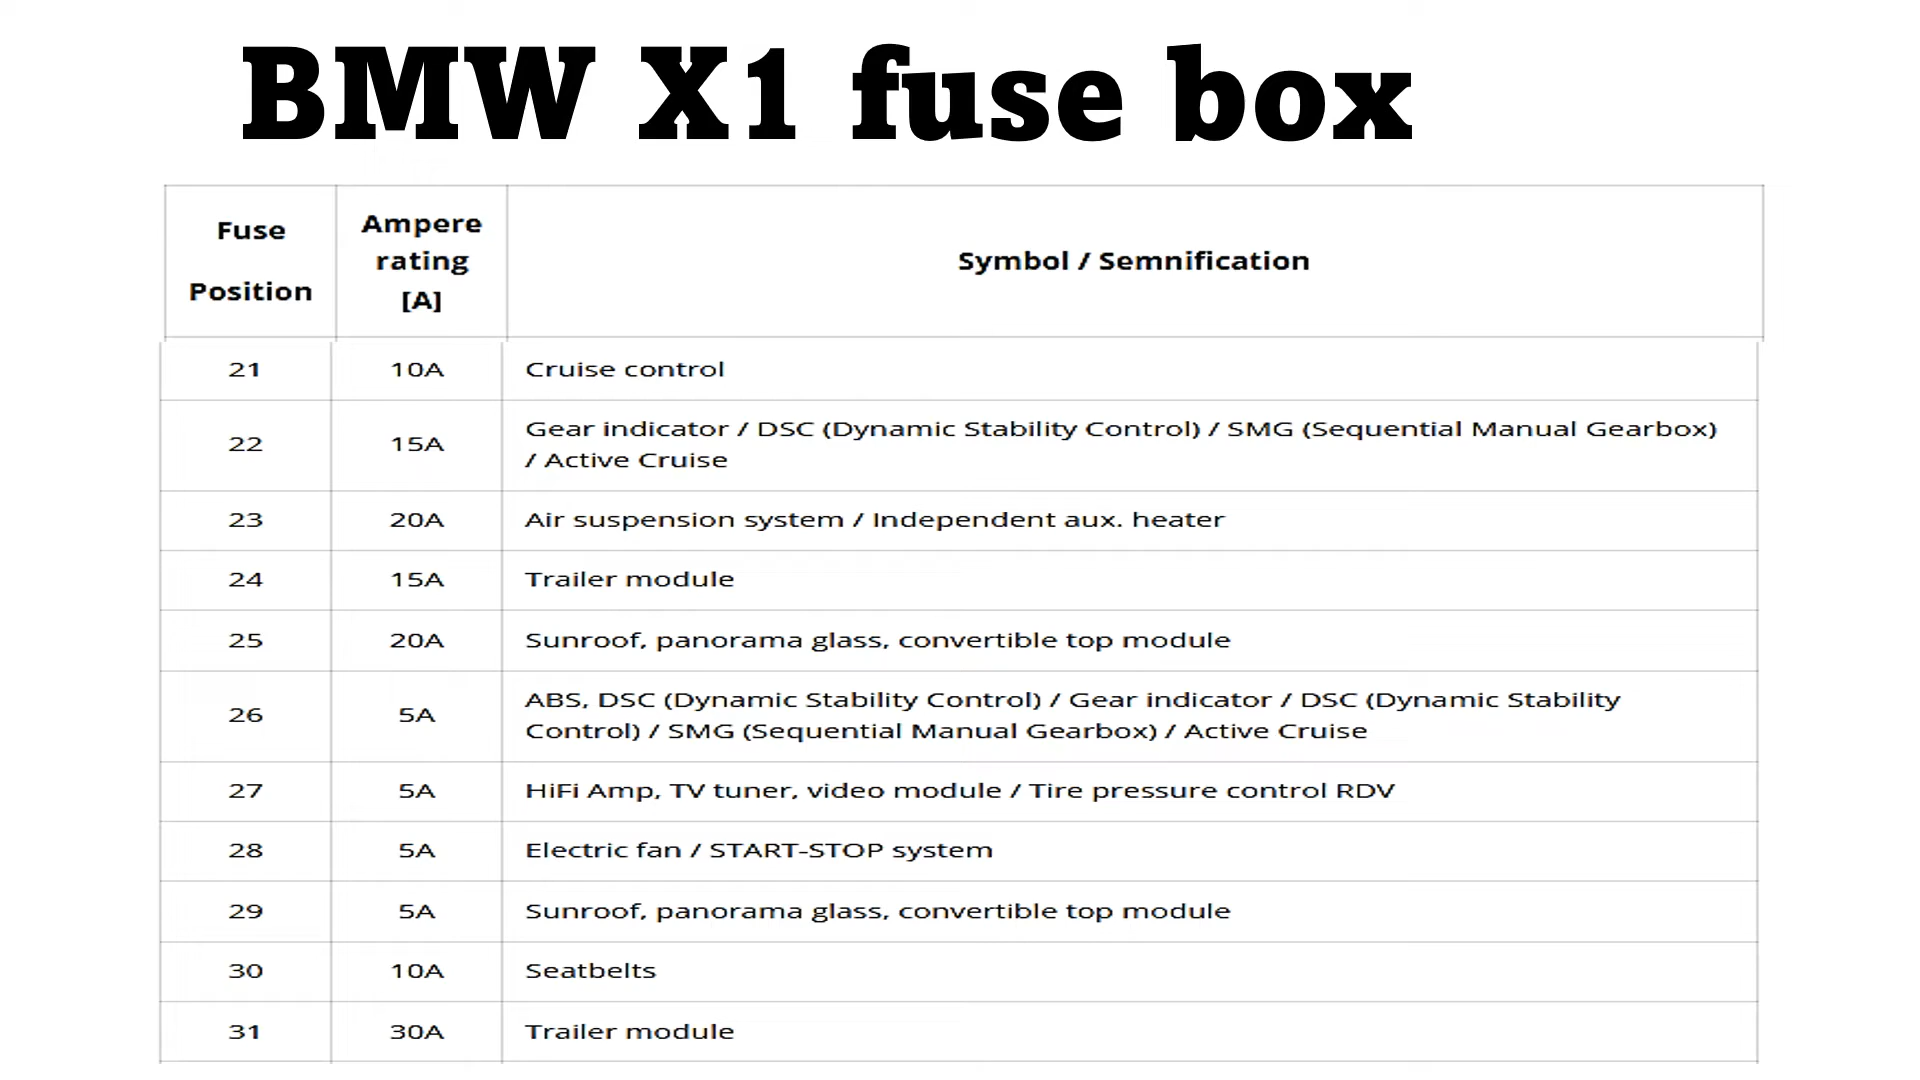 BMW X1 fuse box
Fuse Position
Ampere rating [A]
Symbol / Semnification
21 10A Cruise control
22 15A Gear indicator / DSC (Dynamic Stability Control) / SMG (Sequential Manual Gearbox)
/ Active Cruise
23 20A Air suspension system / Independent aux. heater
24 15A Trailer module
25 20A Sunroof, panorama glass, convertible top module
26 5A ABS, DSC (Dynamic Stability Control) / Gear indicator / DSC (Dynamic Stability
Control) / SMG (Sequential Manual Gearbox) / Active Cruise
27 5A HiFi Amp, TV tuner, video module / Tire pressure control RDV
28 5A Electric fan / START-STOP system
29 5A Sunroof, panorama glass, convertible top module
30 10A Seatbelts
31 30A Trailer module